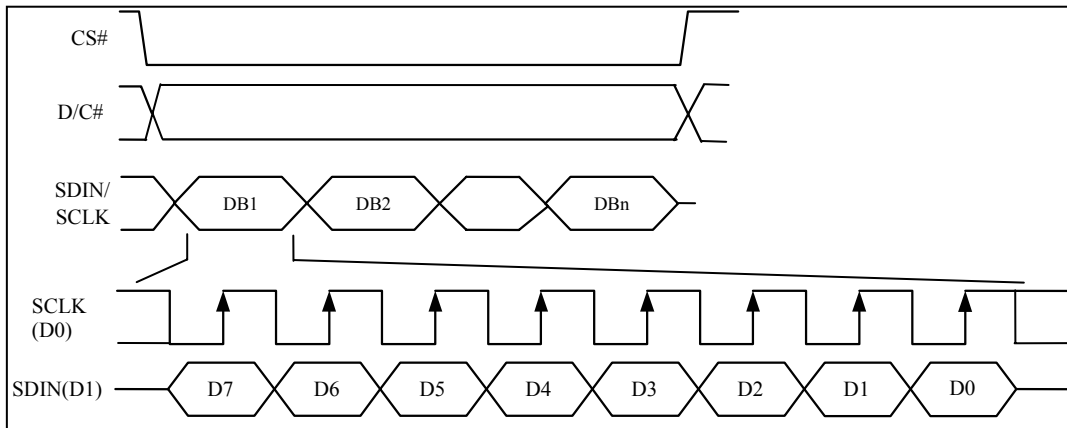 CS#
D/C#
SDIN/
SCLK
DB1 DB2 DBn
SCLK
(D0)
SDIN(D1) D7 D6 D5 D4 D3 D2 D1 D0